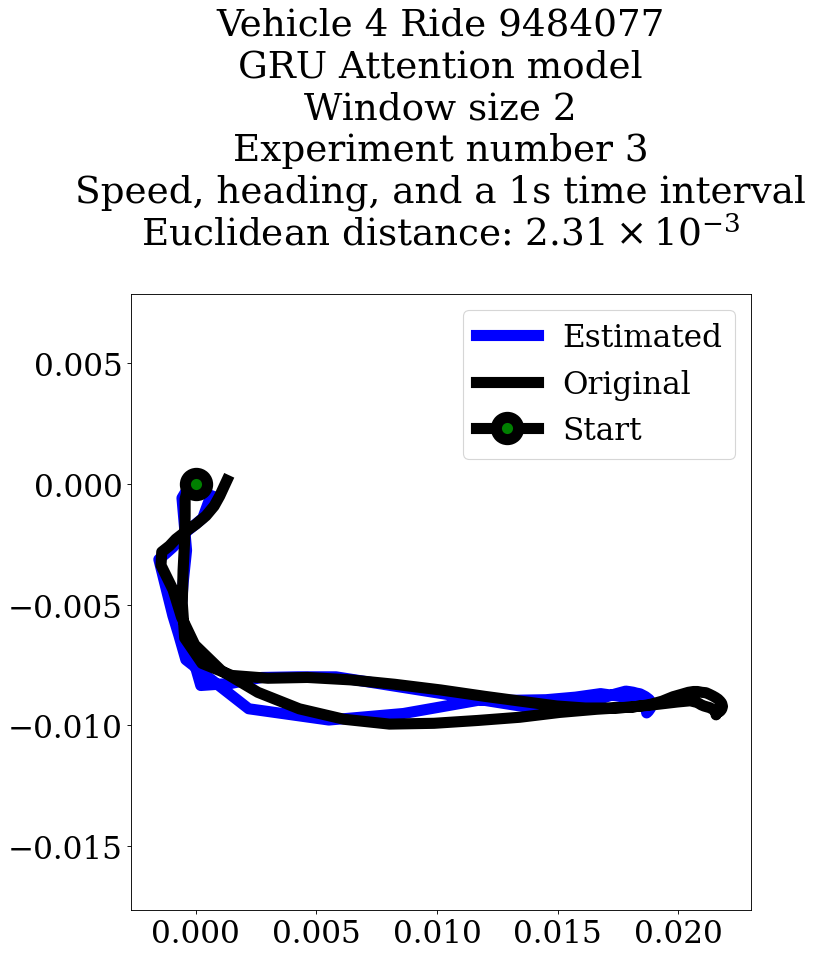 Vehicle 4 Ride 9484077
GRU Attention model
Window size 2
Experiment number 3
Speed, heading, and a 1s time interval
Euclidean distance: 2.31 × 10⁻³
Estimated
Original
Start
0.005
0.000
−0.005
−0.010
−0.015
0.000 0.005 0.010 0.015 0.020